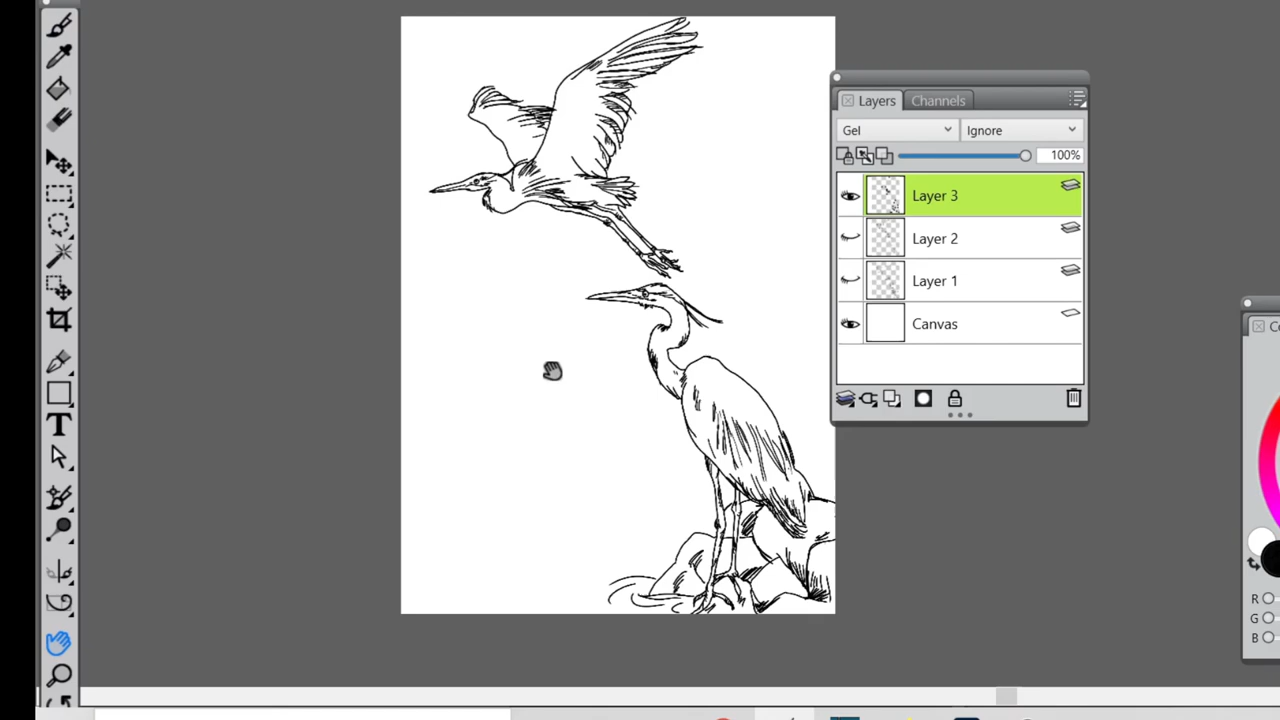 Layers Channels
Gel Ignore
100%
Layer 3
Layer 2
Layer 1
Canvas
T
R
G
B